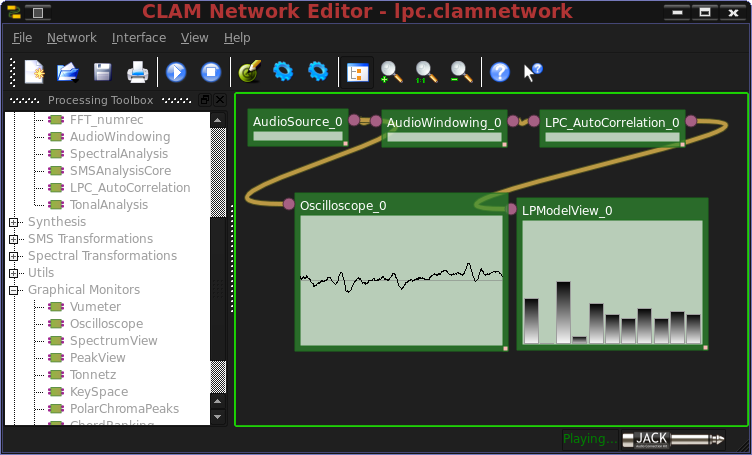 CLAM Network Editor - lpc.clamnetwork
File Network Interface View Help
Processing Toolbox
FFT_numrec
AudioWindowing
SpectralAnalysis
SMSAnalysisCore
LPC_AutoCorrelation
TonalAnalysis
Synthesis
SMS Transformations
Spectral Transformations
Utils
Graphical Monitors
Vumeter
Oscilloscope
SpectrumView
PeakView
Tonnetz
KeySpace
PolarChromaPeaks
ChordRanking
AudioSource_0
AudioWindowing_0
LPC_AutoCorrelation_0
Oscilloscope_0
LPModelView_0
Playing...
JACK